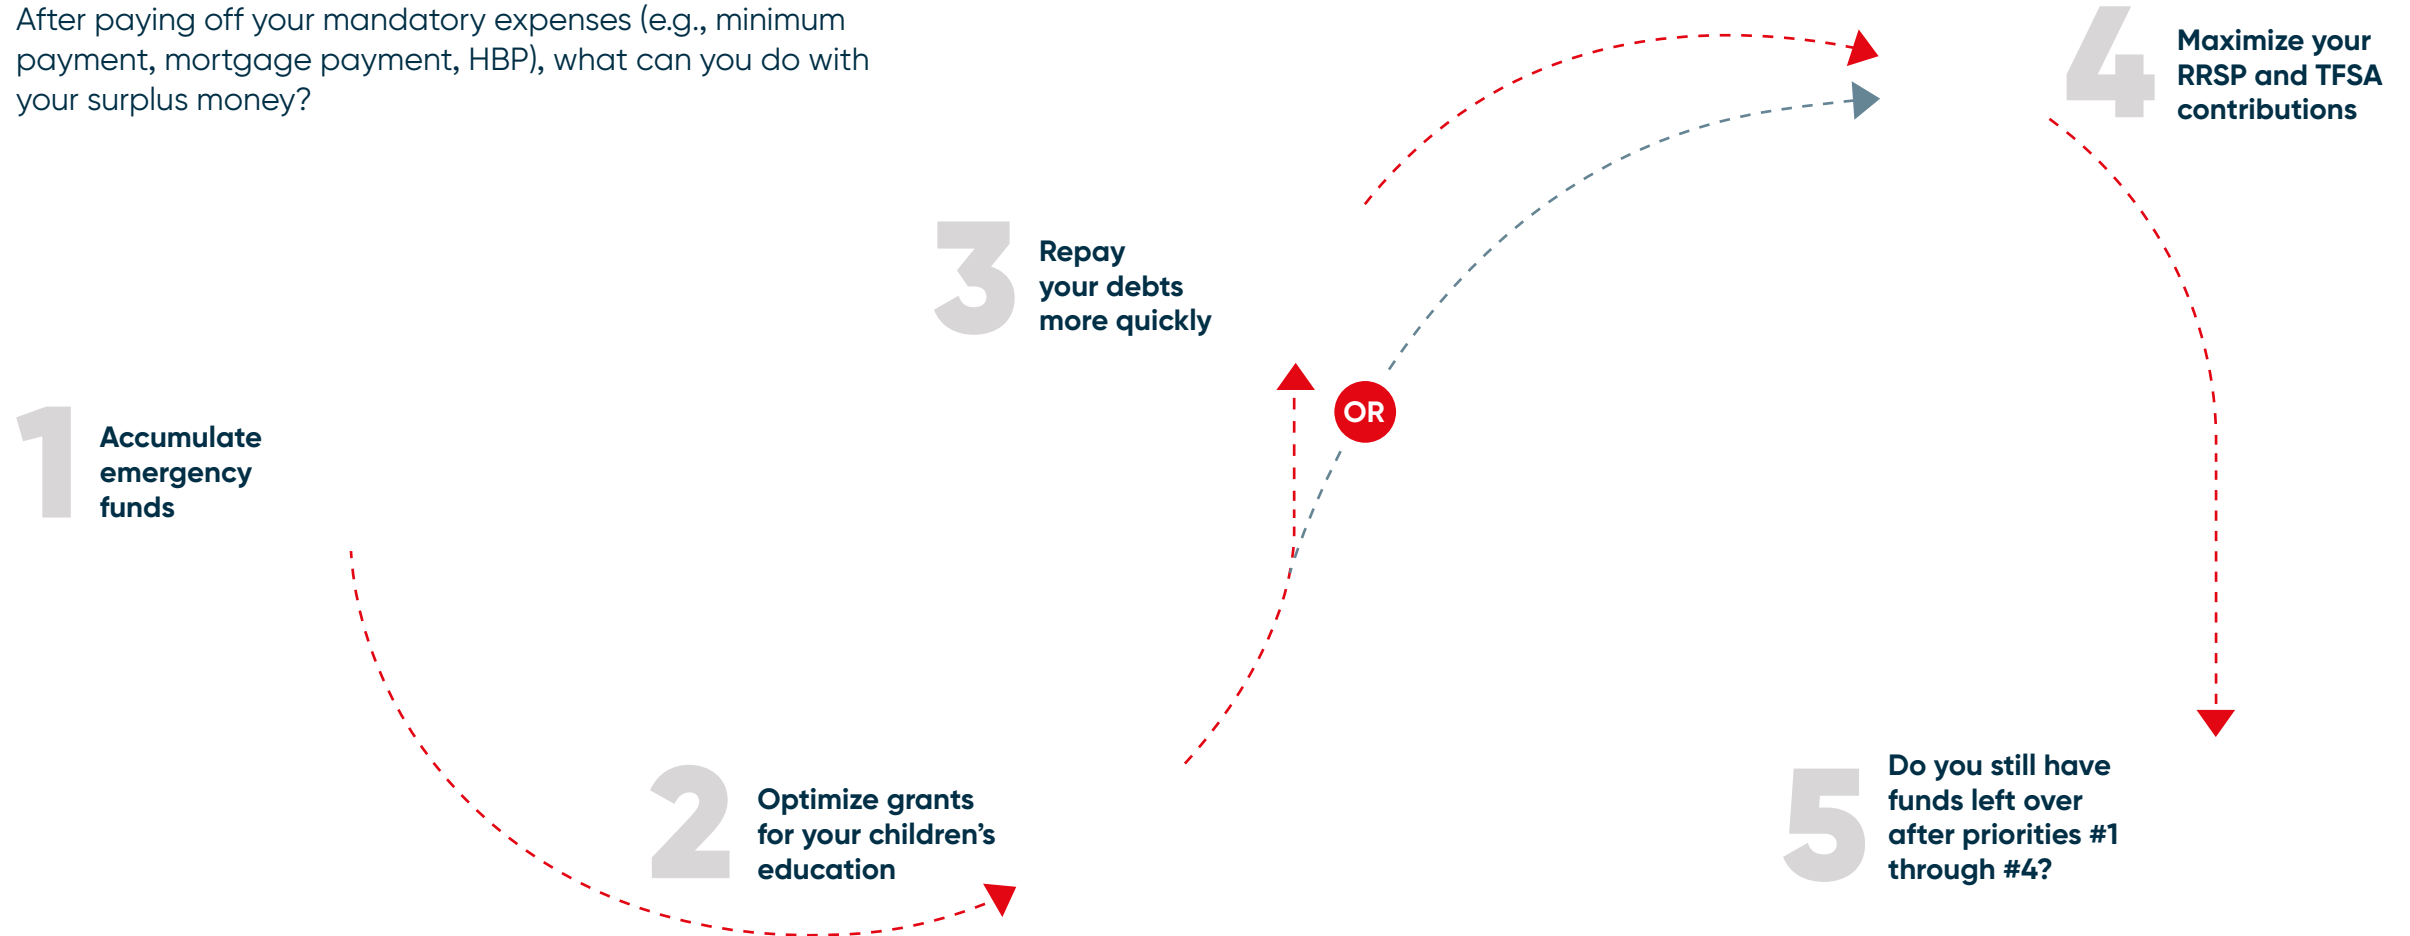 After paying off your mandatory expenses (e.g., minimum
payment, mortgage payment, HBP), what can you do with
your surplus money?
1
Accumulate
emergency
funds
2
Optimize grants
for your children’s
education
3
Repay
your debts
more quickly
OR
4
Maximize your
RRSP and TFSA
contributions
5
Do you still have
funds left over
after priorities #1
through #4?